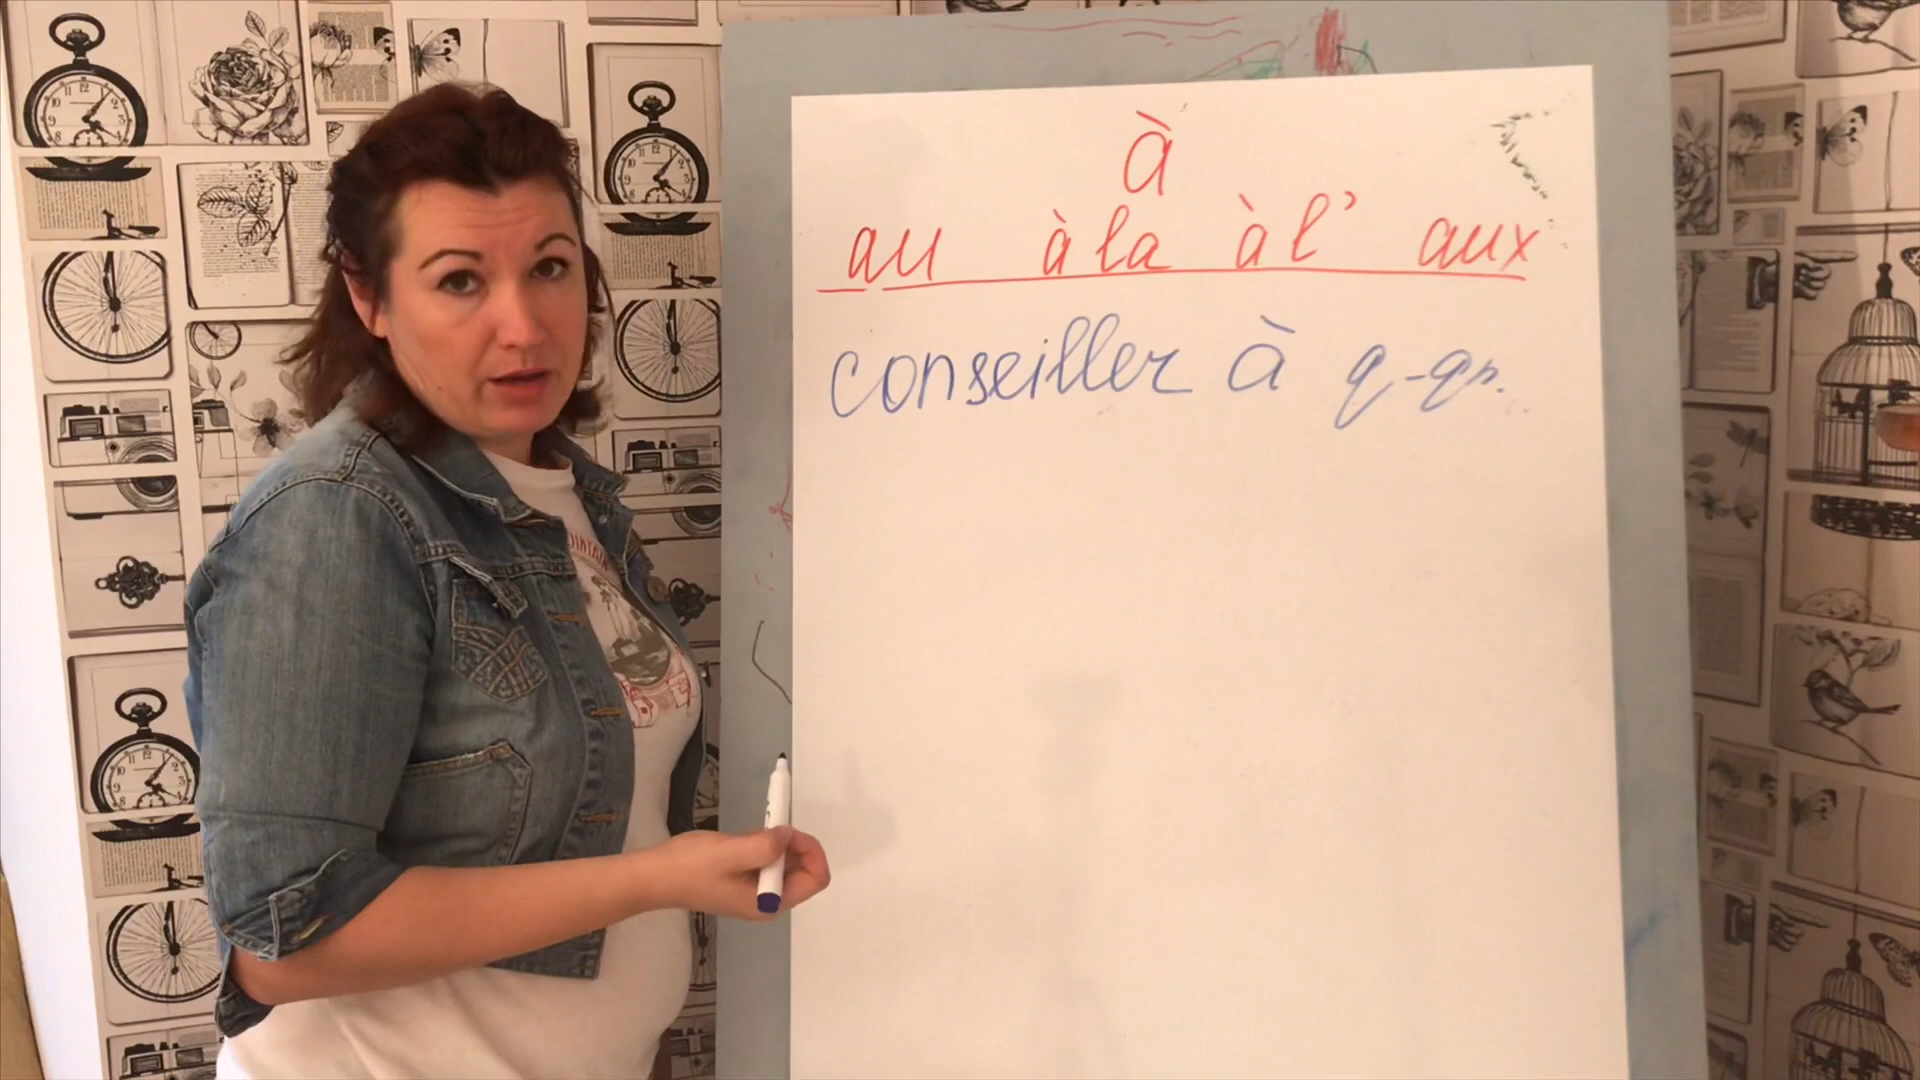 à
au à la à l' aux
conseiller à q-qn.